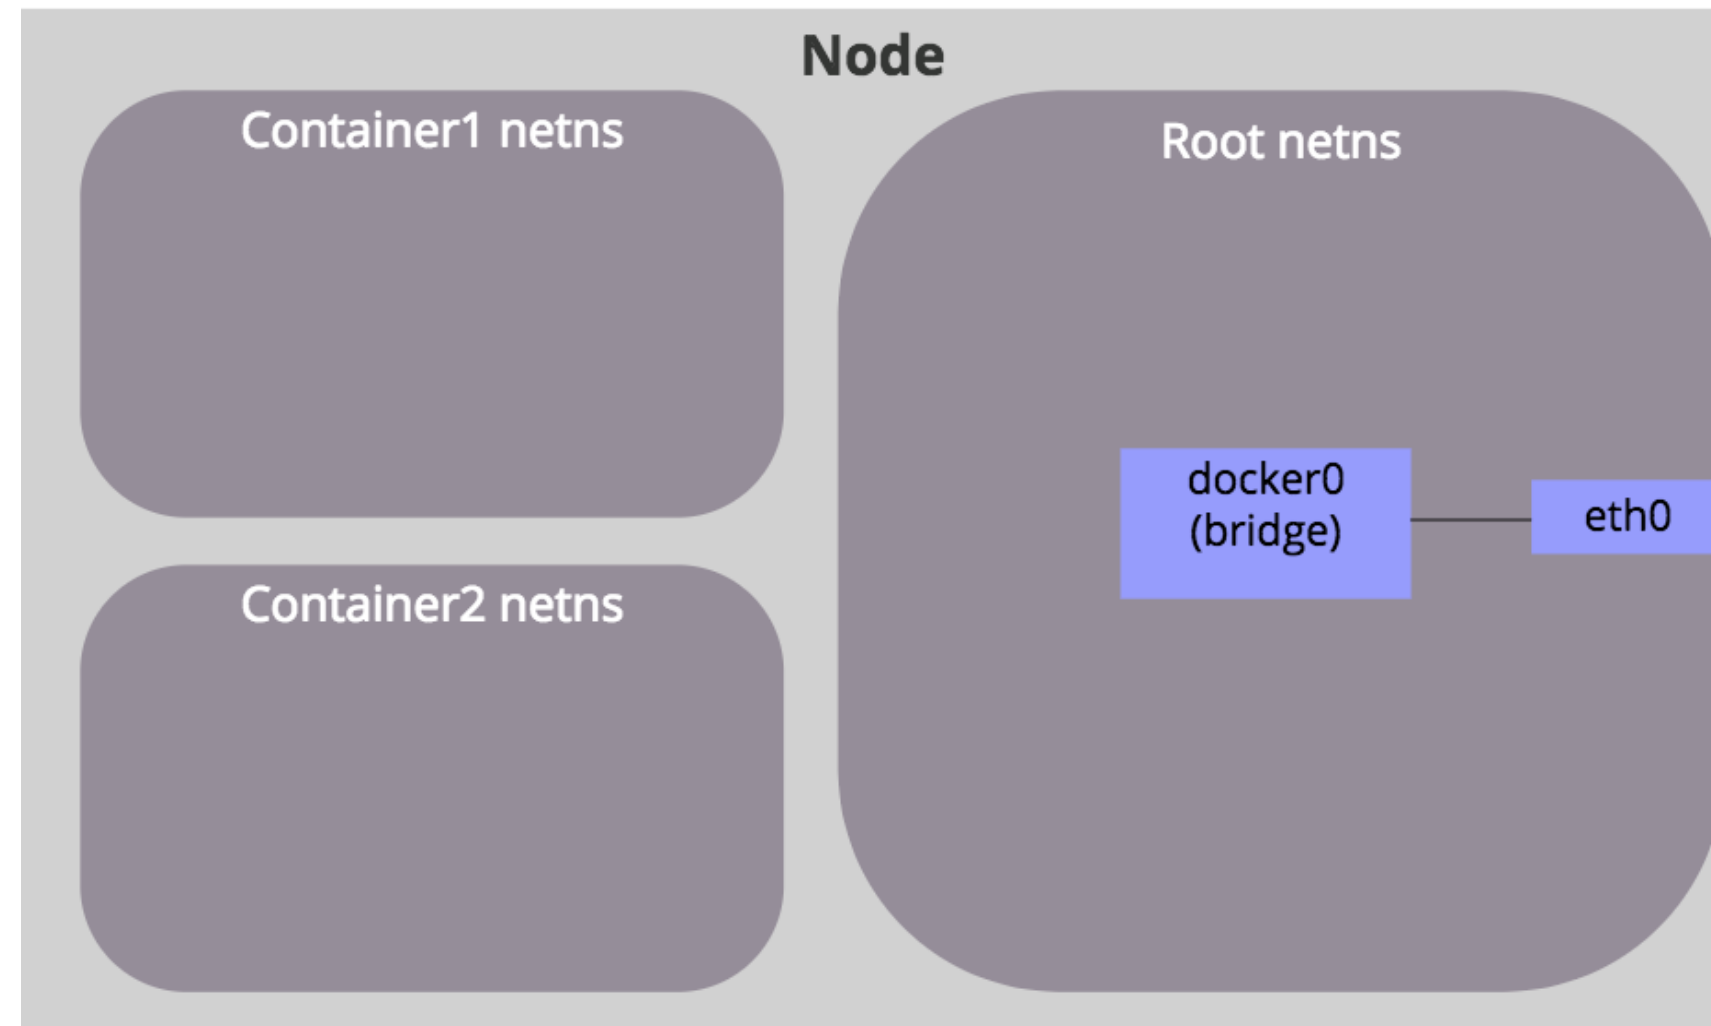 Node
Container1 netns
Root netns
docker0
(bridge)
eth0
Container2 netns